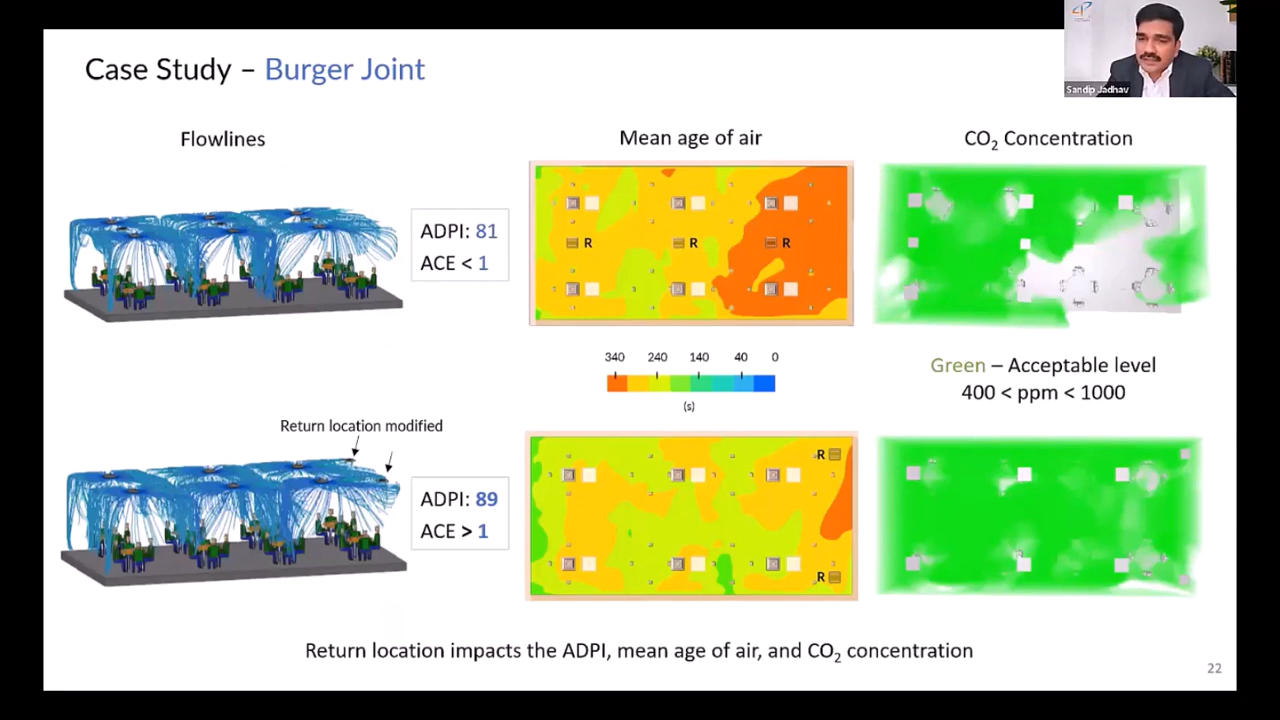 Case Study – Burger Joint
Sandip Jadhav
Flowlines
Mean age of air
CO₂ Concentration
ADPI: 81
ACE < 1
R
R
R
340 240 140 40 0
(s)
Green – Acceptable level
400 < ppm < 1000
Return location modified
ADPI: 89
ACE > 1
R
R
Return location impacts the ADPI, mean age of air, and CO₂ concentration
22